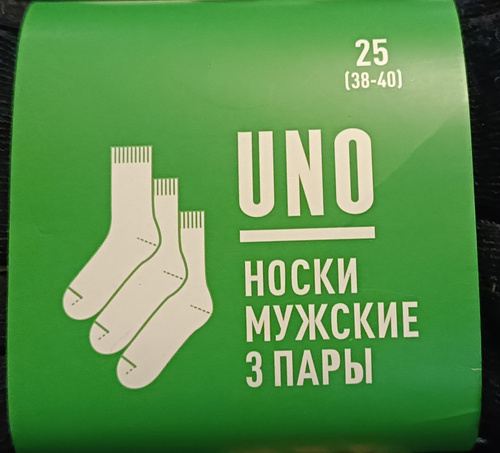 25
(38-40)
UNO
НОСКИ
МУЖСКИЕ
3 ПАРЫ